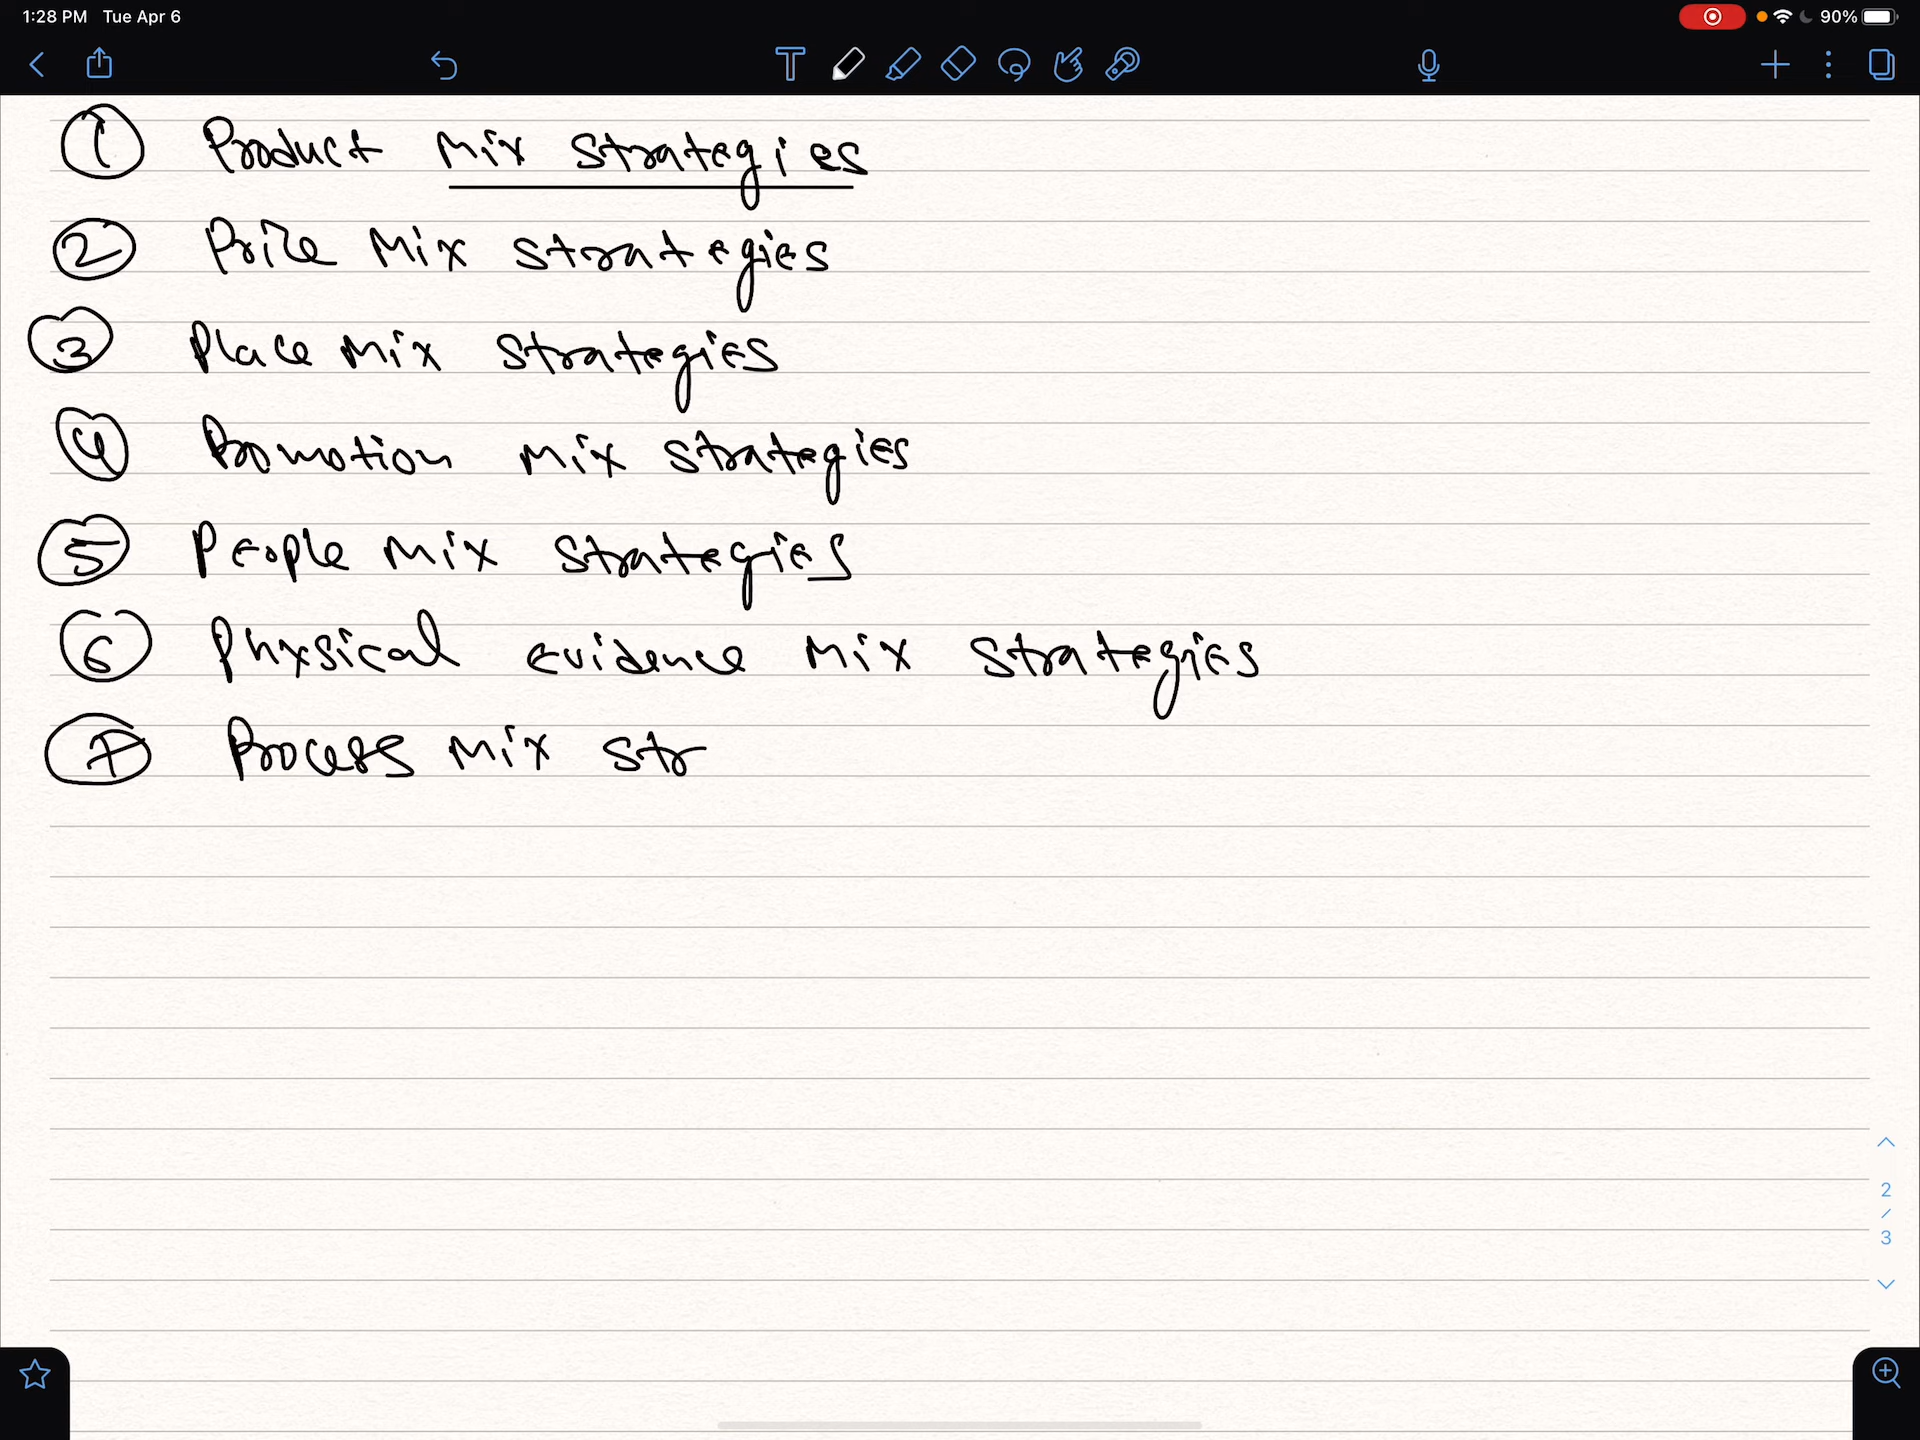 1:28 PM Tue Apr 6
90%
1 Product Mix Strategies
2 Price Mix Strategies
3 Place Mix Strategies
4 Promotion Mix Strategies
5 People Mix Strategies
6 Physical Evidence Mix Strategies
7 Process Mix Str
2
/
3